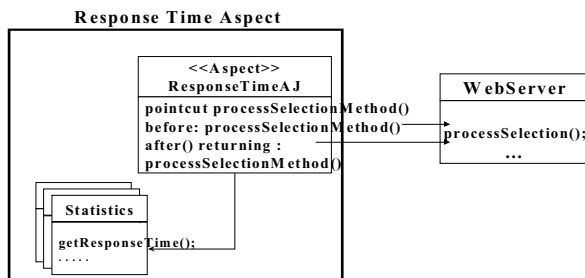 Response Time Aspect
<<Aspect>>
ResponseTimeAJ
pointcut processSelectionMethod()
before: processSelectionMethod()
after() returning :
processSelectionMethod()
WebServer
processSelection();
...
Statistics
getResponseTime();
.....